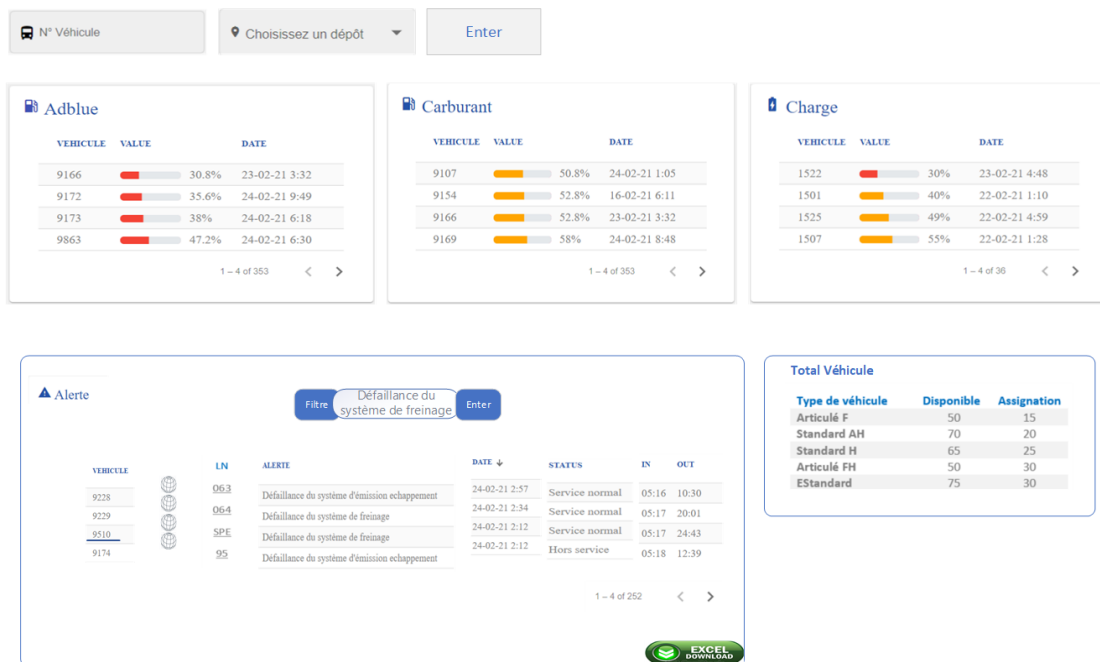 N° Véhicule
Choisissez un dépôt
Enter
Adblue
VEHICULE VALUE DATE
9166 30.8% 23-02-21 3:32
9172 35.6% 24-02-21 9:49
9173 38% 24-02-21 6:18
9863 47.2% 24-02-21 6:30
1 – 4 of 353
Carburant
VEHICULE VALUE DATE
9107 50.8% 24-02-21 1:05
9154 52.8% 16-02-21 6:11
9166 52.8% 23-02-21 3:32
9169 58% 24-02-21 8:48
1 – 4 of 353
Charge
VEHICULE VALUE DATE
1522 30% 23-02-21 4:48
1501 40% 22-02-21 1:10
1525 49% 22-02-21 4:59
1507 55% 22-02-21 1:28
1 – 4 of 36
Alerte
Filtre
Défaillance du
système de freinage
Enter
VEHICULE LN ALERTE DATE STATUS IN OUT
9228 063 Défaillance du système d'émission echappement 24-02-21 2:57 Service normal 05:16 10:30
9229 064 Défaillance du système de freinage 24-02-21 2:34 Service normal 05:17 20:01
9510 SPE Défaillance du système de freinage 24-02-21 2:12 Service normal 05:17 24:43
9174 95 Défaillance du système d'émission echappement 24-02-21 2:12 Hors service 05:18 12:39
1 – 4 of 252
EXCEL
DOWNLOAD
Total Véhicule
Type de véhicule Disponible Assignation
Articulé F 50 15
Standard AH 70 20
Standard H 65 25
Articulé FH 50 30
EStandard 75 30